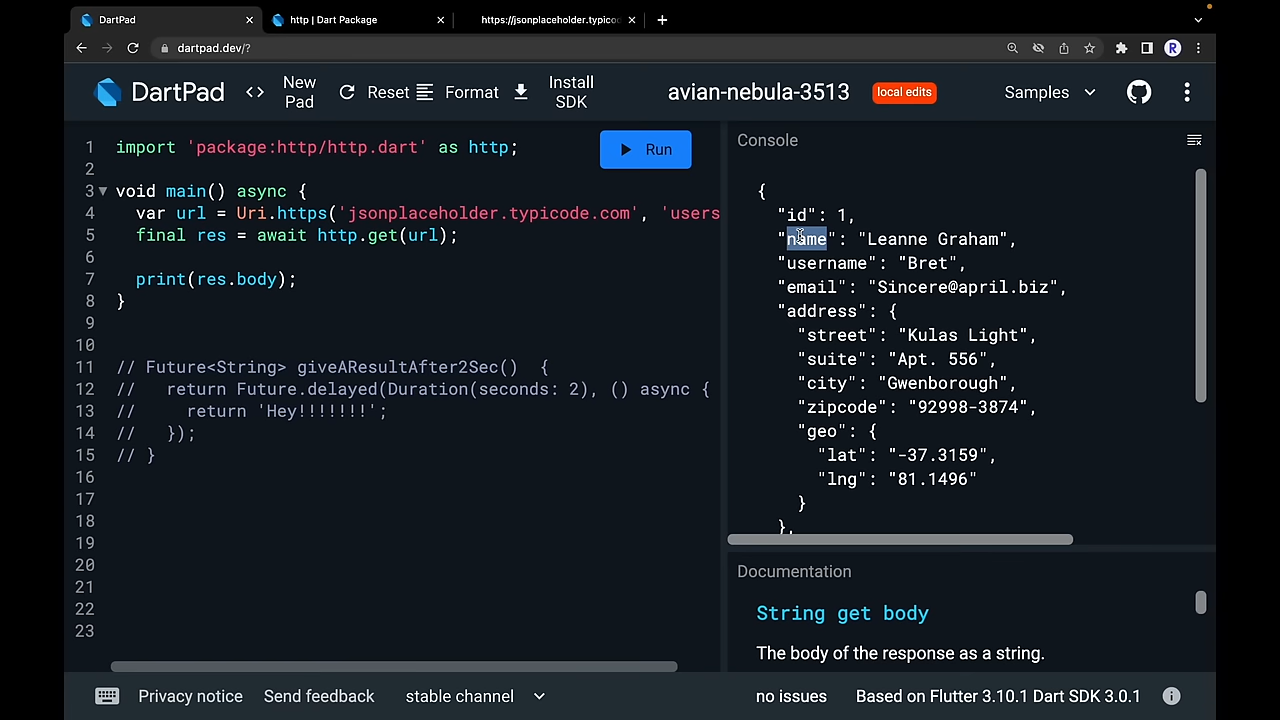 DartPad
http | Dart Package
https://jsonplaceholder.typicod
dartpad.dev/?
R
DartPad
New Pad
Reset
Format
Install SDK
avian-nebula-3513
local edits
Samples
1 import 'package:http/http.dart' as http;
2
3 void main() async {
4 var url = Uri.https('jsonplaceholder.typicode.com', 'users
5 final res = await http.get(url);
6
7 print(res.body);
8 }
9
10
11 // Future<String> giveAResultAfter2Sec()  {
12 //   return Future.delayed(Duration(seconds: 2), () async {
13 //     return 'Hey!!!!!!!';
14 //   });
15 // }
16
17
18
19
20
21
22
23
Run
Console
{
"id": 1,
"name": "Leanne Graham",
"username": "Bret",
"email": "Sincere@april.biz",
"address": {
"street": "Kulas Light",
"suite": "Apt. 556",
"city": "Gwenborough",
"zipcode": "92998-3874",
"geo": {
"lat": "-37.3159",
"lng": "81.1496"
}
},
Documentation
String get body
The body of the response as a string.
Privacy notice
Send feedback
stable channel
no issues
Based on Flutter 3.10.1 Dart SDK 3.0.1